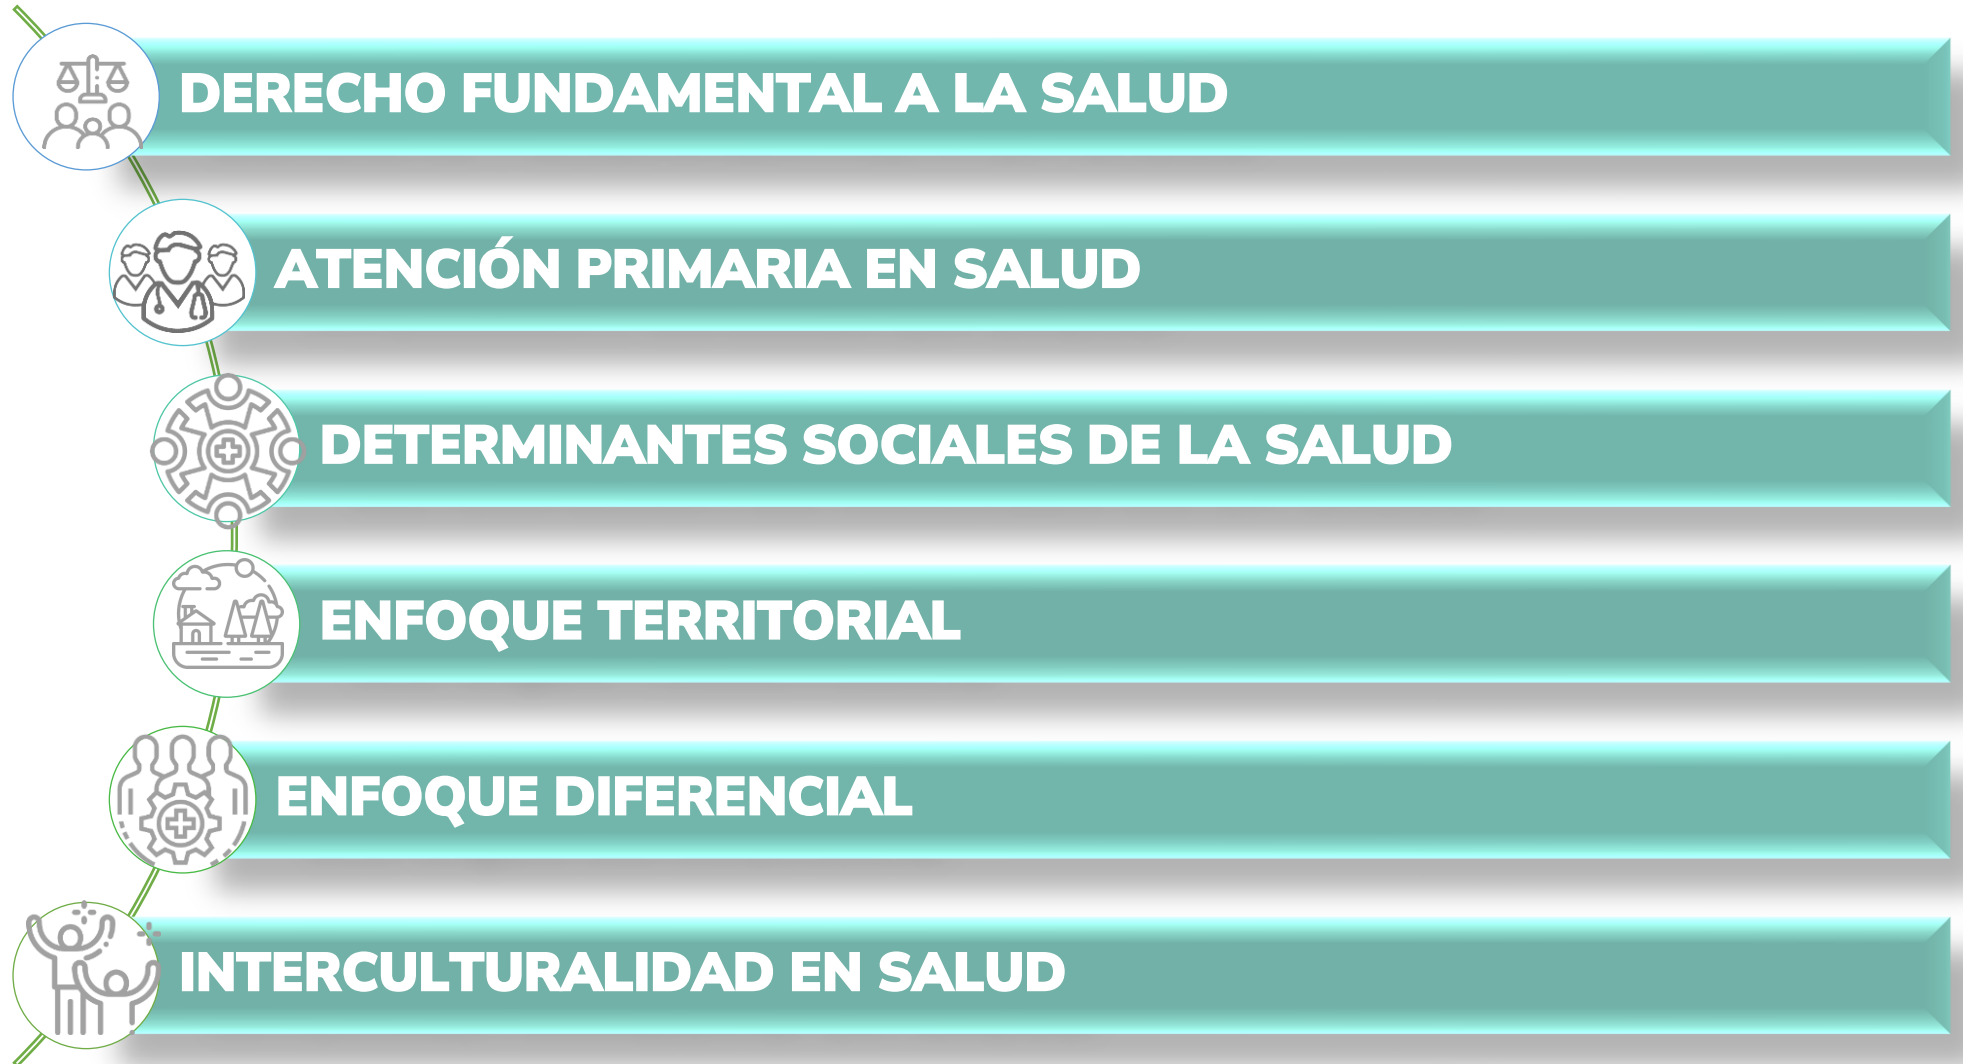 DERECHO FUNDAMENTAL A LA SALUD
ATENCIÓN PRIMARIA EN SALUD
DETERMINANTES SOCIALES DE LA SALUD
ENFOQUE TERRITORIAL
ENFOQUE DIFERENCIAL
INTERCULTURALIDAD EN SALUD